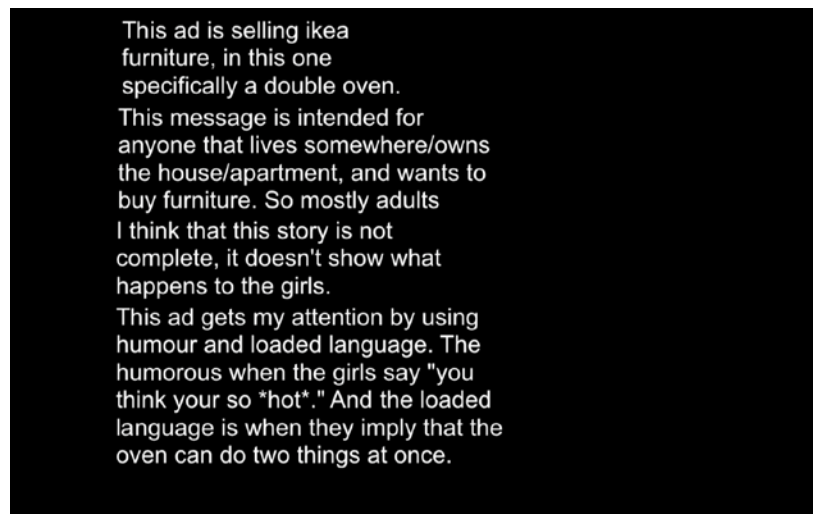 This ad is selling ikea
furniture, in this one
specifically a double oven.
This message is intended for
anyone that lives somewhere/owns
the house/apartment, and wants to
buy furniture. So mostly adults
I think that this story is not
complete, it doesn't show what
happens to the girls.
This ad gets my attention by using
humour and loaded language. The
humorous when the girls say "you
think your so *hot*." And the loaded
language is when they imply that the
oven can do two things at once.